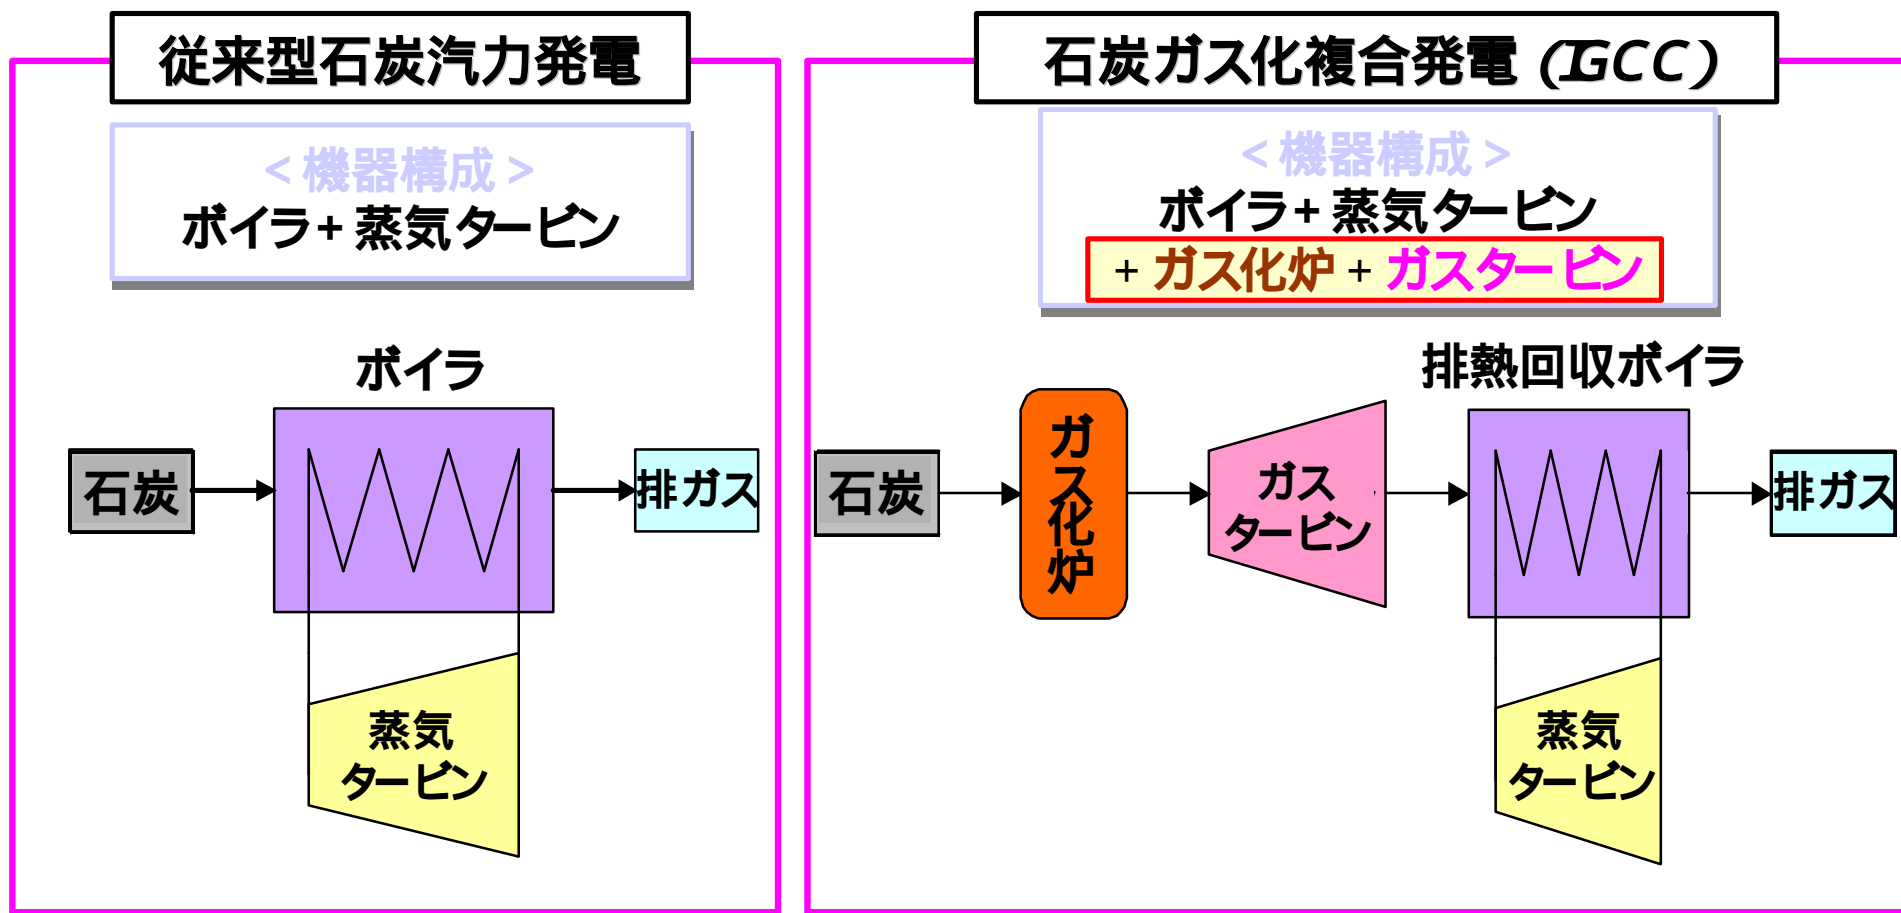 従来型石炭汽力発電
<機器構成>
ボイラ+蒸気タービン
ボイラ
石炭
排ガス
蒸気
タービン
石炭ガス化複合発電(IGCC)
<機器構成>
ボイラ+蒸気タービン
+ガス化炉+ガスタービン
排熱回収ボイラ
石炭
ガス化炉
ガス
タービン
排ガス
蒸気
タービン